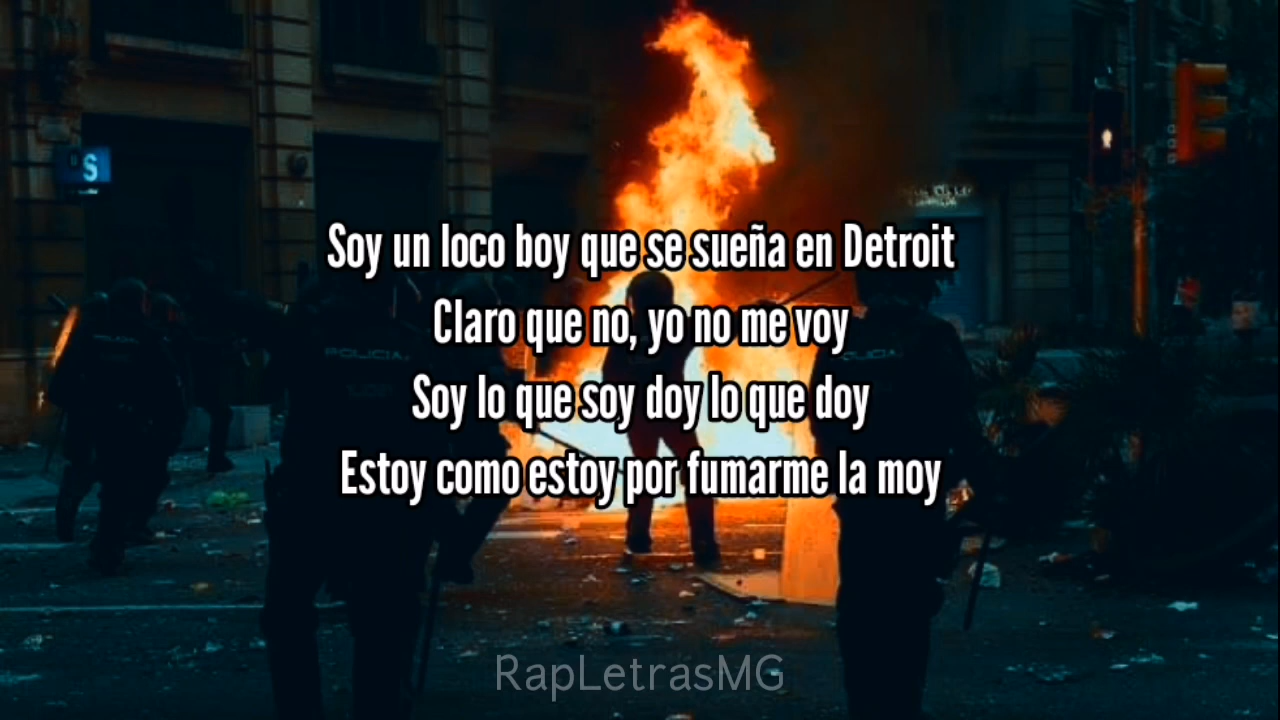 S
Soy un loco boy que se sueña en Detroit
Claro que no, yo no me voy
Soy lo que soy doy lo que doy
Estoy como estoy por fumarme la moy
POLICIA
RapLetrasMG